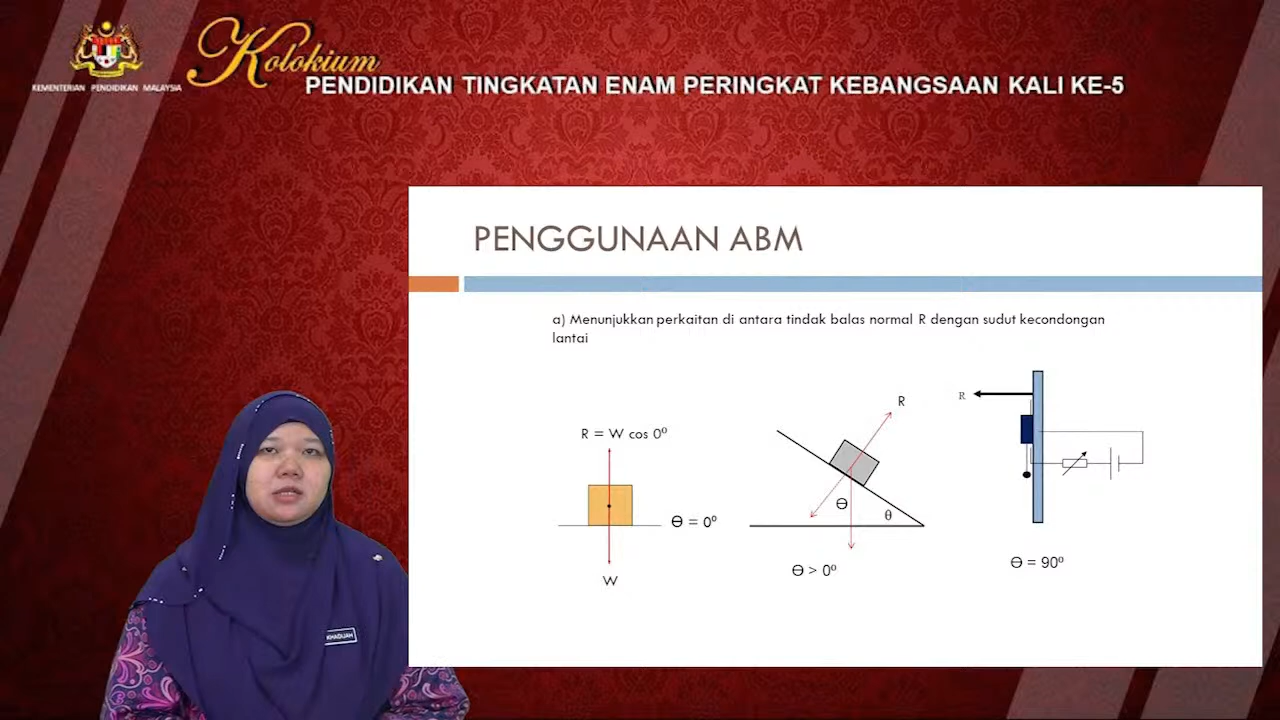 Kolokium
KEMENTERIAN PENDIDIKAN MALAYSIA
PENDIDIKAN TINGKATAN ENAM PERINGKAT KEBANGSAAN KALI KE-5
PENGGUNAAN ABM
a) Menunjukkan perkaitan di antara tindak balas normal R dengan sudut kecondongan
lantai
R = W cos 0⁰
W
Ɵ = 0⁰
R
Ɵ
θ
Ɵ > 0⁰
R
Ɵ = 90⁰
KHADIJAH